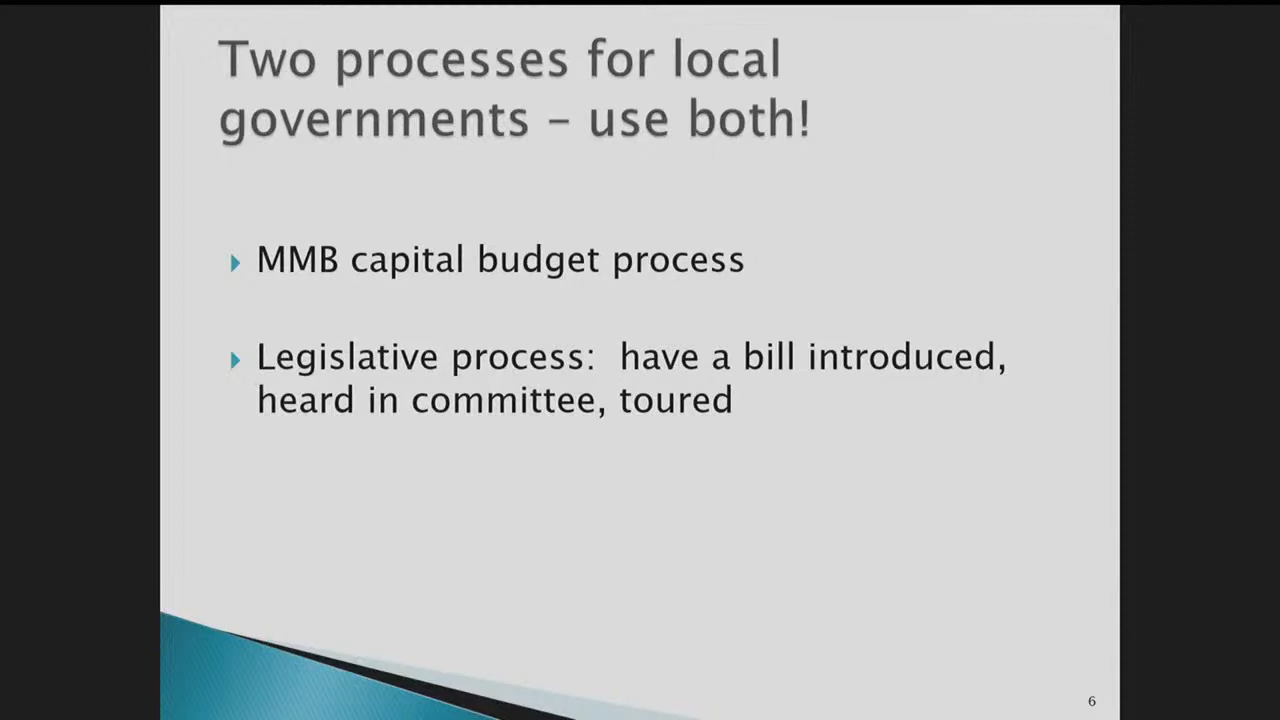 Two processes for local
governments – use both!
MMB capital budget process
Legislative process:  have a bill introduced,
heard in committee, toured
6